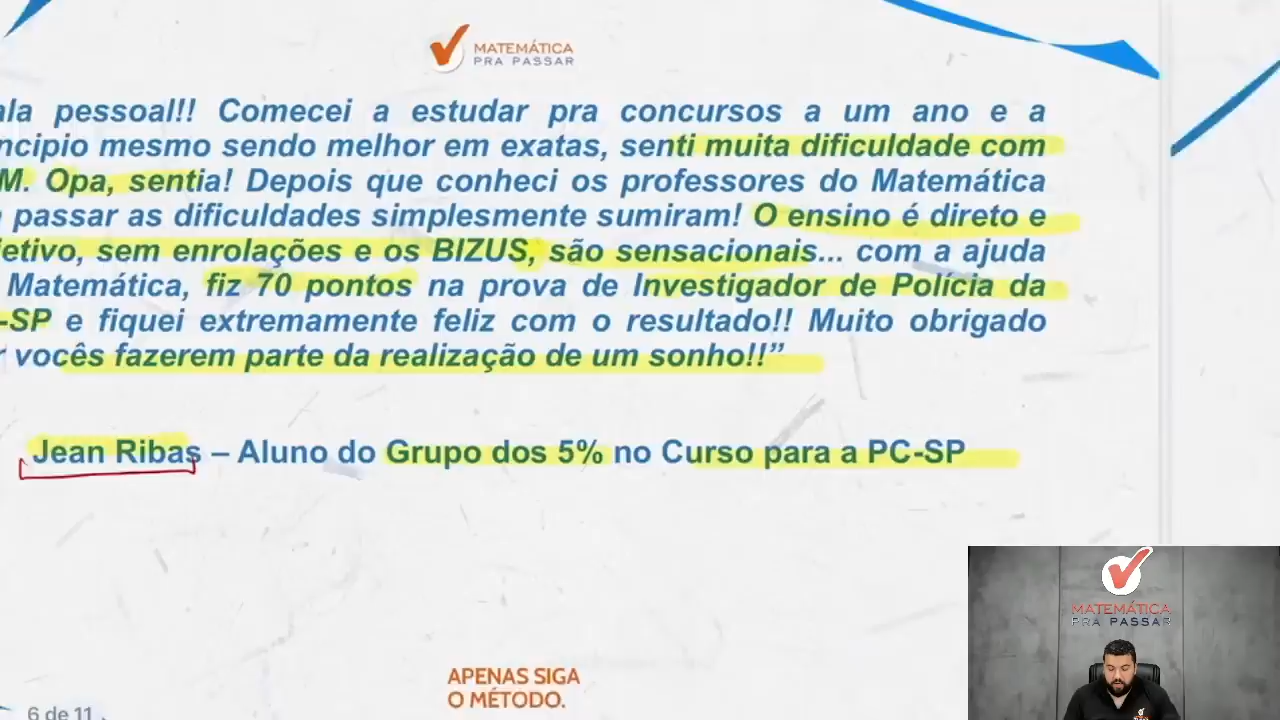 MATEMÁTICA
PRA PASSAR
ala pessoal!! Comecei a estudar pra concursos a um ano e a
ncipio mesmo sendo melhor em exatas, senti muita dificuldade com
M. Opa, sentia! Depois que conheci os professores do Matemática
passar as dificuldades simplesmente sumiram! O ensino é direto e
jetivo, sem enrolações e os BIZUS, são sensacionais... com a ajuda
Matemática, fiz 70 pontos na prova de Investigador de Polícia da
-SP e fiquei extremamente feliz com o resultado!! Muito obrigado
r vocês fazerem parte da realização de um sonho!!”
Jean Ribas – Aluno do Grupo dos 5% no Curso para a PC-SP
MATEMÁTICA
PRA PASSAR
APENAS SIGA
O MÉTODO.
6 de 11